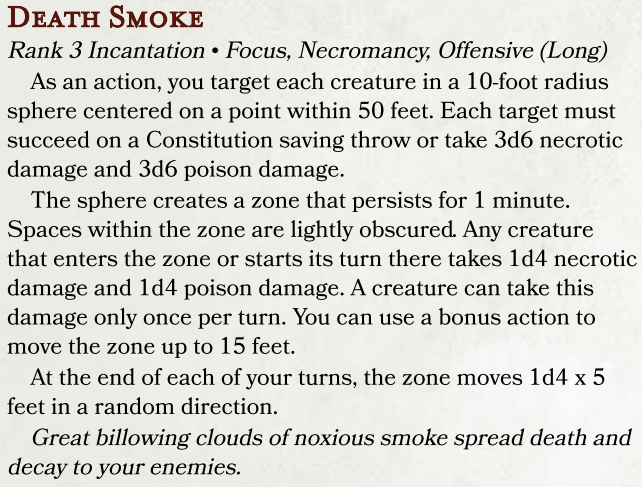 Death Smoke
Rank 3 Incantation • Focus, Necromancy, Offensive (Long)
As an action, you target each creature in a 10-foot radius
sphere centered on a point within 50 feet. Each target must
succeed on a Constitution saving throw or take 3d6 necrotic
damage and 3d6 poison damage.
The sphere creates a zone that persists for 1 minute.
Spaces within the zone are lightly obscured. Any creature
that enters the zone or starts its turn there takes 1d4 necrotic
damage and 1d4 poison damage. A creature can take this
damage only once per turn. You can use a bonus action to
move the zone up to 15 feet.
At the end of each of your turns, the zone moves 1d4 x 5
feet in a random direction.
Great billowing clouds of noxious smoke spread death and
decay to your enemies.